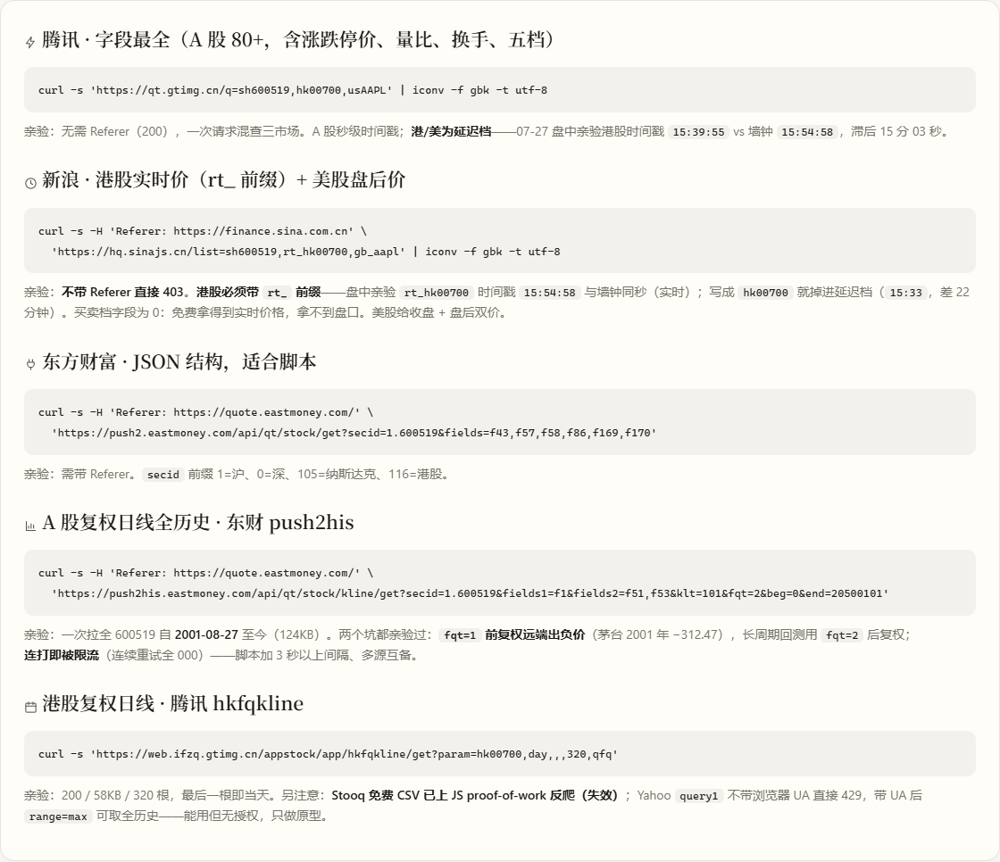 腾讯 · 字段最全（A 股 80+，含涨跌停价、量比、换手、五档）
curl -s 'https://qt.gtimg.cn/q=sh600519,hk00700,usAAPL' | iconv -f gbk -t utf-8
亲验：无需 Referer（200），一次请求混查三市场。A 股秒级时间戳；港/美为延迟档——07-27 盘中亲验港股时间戳 15:39:55 vs 墙钟 15:54:58，滞后 15 分 03 秒。
新浪 · 港股实时价（rt_ 前缀）+ 美股盘后价
curl -s -H 'Referer: https://finance.sina.com.cn' \
'https://hq.sinajs.cn/list=sh600519,rt_hk00700,gb_aapl' | iconv -f gbk -t utf-8
亲验：不带 Referer 直接 403。港股必须带 rt_ 前缀——盘中亲验 rt_hk00700 时间戳 15:54:58 与墙钟同秒（实时）；写成 hk00700 就掉进延迟档（15:33，差 22
分钟）。买卖档字段为 0：免费拿得到实时价格，拿不到盘口。美股给收盘 + 盘后双价。
东方财富 · JSON 结构，适合脚本
curl -s -H 'Referer: https://quote.eastmoney.com/' \
'https://push2.eastmoney.com/api/qt/stock/get?secid=1.600519&fields=f43,f57,f58,f86,f169,f170'
亲验：需带 Referer。secid 前缀 1=沪、0=深、105=纳斯达克、116=港股。
A 股复权日线全历史 · 东财 push2his
curl -s -H 'Referer: https://quote.eastmoney.com/' \
'https://push2his.eastmoney.com/api/qt/stock/kline/get?secid=1.600519&fields1=f1&fields2=f51,f53&klt=101&fqt=2&beg=0&end=20500101'
亲验：一次拉全 600519 自 2001-08-27 至今（124KB）。两个坑都亲验过：fqt=1 前复权远端出负价（茅台 2001 年 −312.47），长周期回测用 fqt=2 后复权；
连打即被限流（连续重试全 000）——脚本加 3 秒以上间隔、多源互备。
港股复权日线 · 腾讯 hkfqkline
curl -s 'https://web.ifzq.gtimg.cn/appstock/app/hkfqkline/get?param=hk00700,day,,,320,qfq'
亲验：200 / 58KB / 320 根，最后一根即当天。另注意：Stooq 免费 CSV 已上 JS proof-of-work 反爬（失效）；Yahoo query1 不带浏览器 UA 直接 429，带 UA 后
range=max 可取全历史——能用但无授权，只做原型。